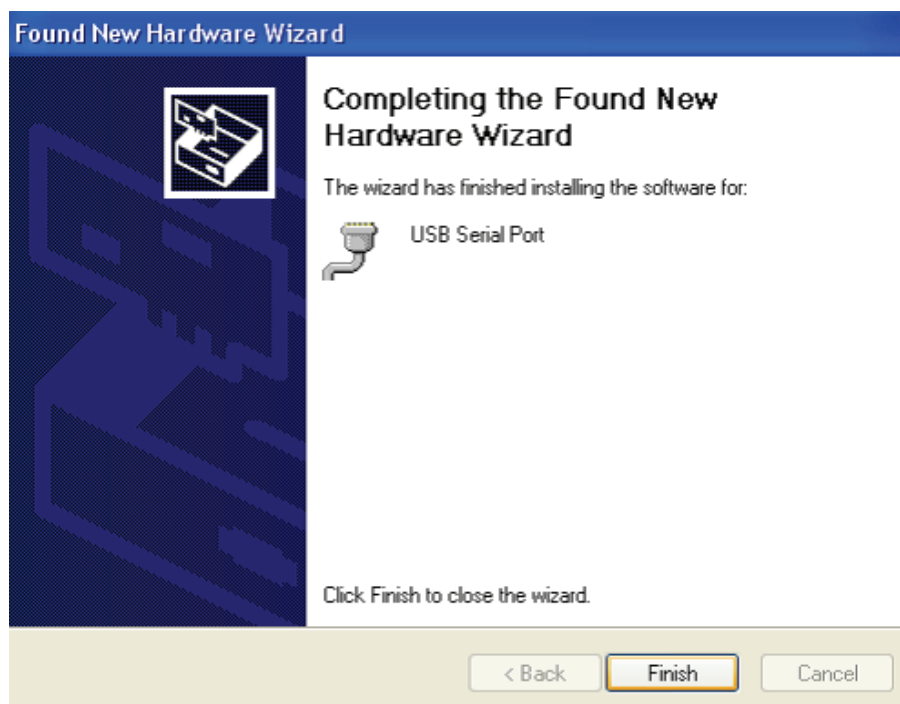 Found New Hardware Wizard
Completing the Found New
Hardware Wizard
The wizard has finished installing the software for:
USB Serial Port
Click Finish to close the wizard.
< Back
Finish
Cancel